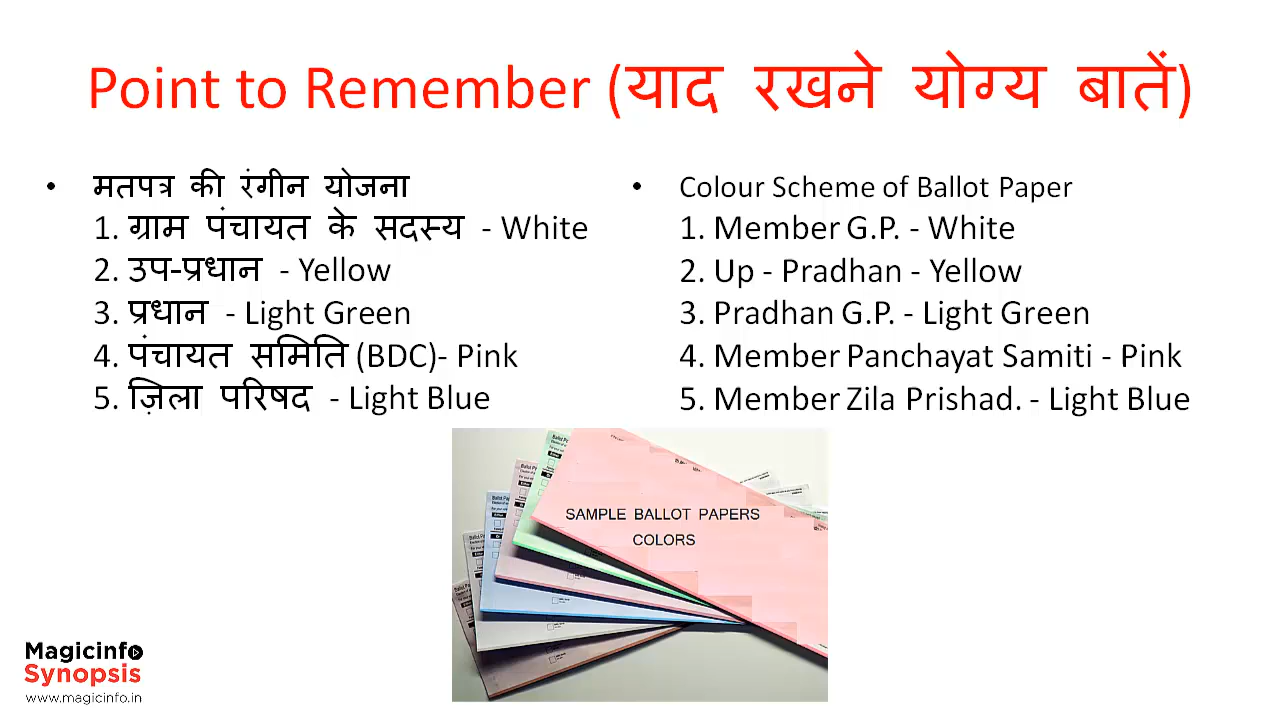 Point to Remember (याद रखने योग्य बातें)
• मतपत्र की रंगीन योजना
1. ग्राम पंचायत के सदस्य - White
2. उप-प्रधान - Yellow
3. प्रधान - Light Green
4. पंचायत समिति (BDC)- Pink
5. ज़िला परिषद - Light Blue
• Colour Scheme of Ballot Paper
1. Member G.P. - White
2. Up - Pradhan - Yellow
3. Pradhan G.P. - Light Green
4. Member Panchayat Samiti - Pink
5. Member Zila Prishad. - Light Blue
SAMPLE BALLOT PAPERS
COLORS
Magicinfo
Synopsis
www.magicinfo.in